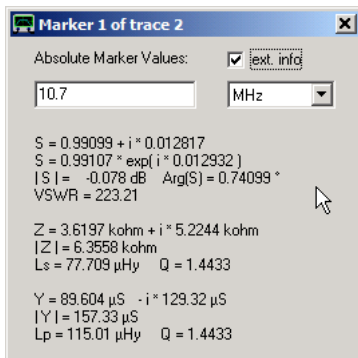 Marker 1 of trace 2
Absolute Marker Values:
ext. info
10.7
MHz
S = 0.99099 + i * 0.012817
S = 0.99107 * exp( i * 0.012932 )
| S | = -0.078 dB Arg(S) = 0.74099 °
VSWR = 223.21
Z = 3.6197 kohm + i * 5.2244 kohm
| Z | = 6.3558 kohm
Ls = 77.709 µHy Q = 1.4433
Y = 89.604 µS - i * 129.32 µS
| Y | = 157.33 µS
Lp = 115.01 µHy Q = 1.4433